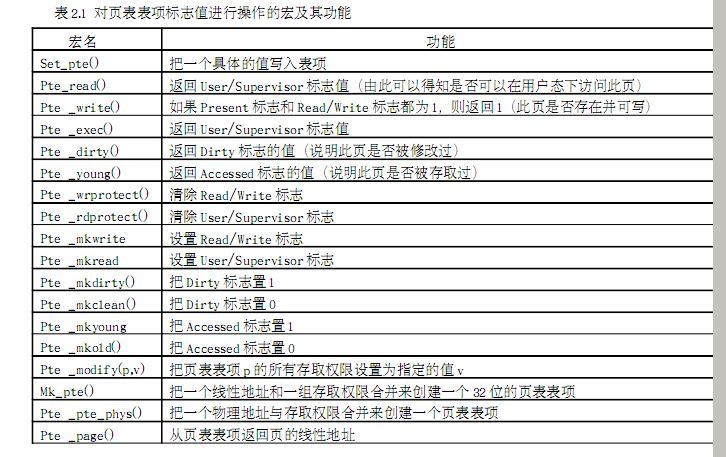 表 2.1 对页表表项标志值进行操作的宏及其功能
宏名 功能
Set_pte() 把一个具体的值写入表项
Pte_read() 返回 User/Supervisor 标志值（由此可以得知是否可以在用户态下访问此页）
Pte _write() 如果 Present 标志和 Read/Write 标志都为 1，则返回 1（此页是否存在并可写）
Pte _exec() 返回 User/Supervisor 标志值
Pte _dirty() 返回 Dirty 标志的值（说明此页是否被修改过）
Pte _young() 返回 Accessed 标志的值（说明此页是否被存取过）
Pte _wrprotect() 清除 Read/Write 标志
Pte _rdprotect() 清除 User/Supervisor 标志
Pte _mkwrite 设置 Read/Write 标志
Pte _mkread 设置 User/Supervisor 标志
Pte _mkdirty() 把 Dirty 标志置 1
Pte _mkclean() 把 Dirty 标志置 0
Pte _mkyoung 把 Accessed 标志置 1
Pte _mkold() 把 Accessed 标志置 0
Pte _modify(p,v) 把页表表项 p 的所有存取权限设置为指定的值 v
Mk_pte() 把一个线性地址和一组存取权限合并来创建一个 32 位的页表表项
Pte _pte_phys() 把一个物理地址与存取权限合并来创建一个页表表项
Pte _page() 从页表表项返回页的线性地址